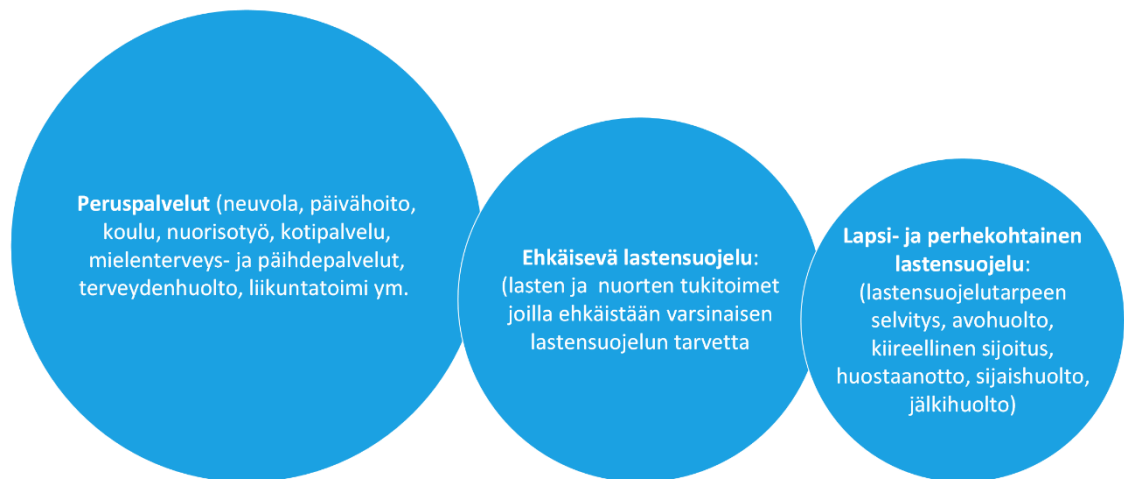 Peruspalvelut (neuvola, päivähoito,
koulu, nuorisotyö, kotipalvelu,
mielenterveys- ja päihdepalvelut,
terveydenhuolto, liikuntatoimi ym.
Ehkäisevä lastensuojelu:
(lasten ja nuorten tukitoimet
joilla ehkäistään varsinaisen
lastensuojelun tarvetta
Lapsi- ja perhekohtainen
lastensuojelu:
(lastensuojelutarpeen
selvitys, avohuolto,
kiireellinen sijoitus,
huostaanotto, sijaishuolto,
jälkihuolto)